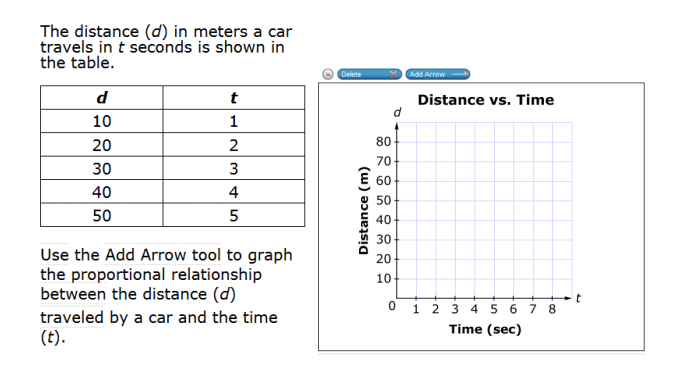 The distance (d) in meters a car
travels in t seconds is shown in
the table.
d t
10 1
20 2
30 3
40 4
50 5
Use the Add Arrow tool to graph
the proportional relationship
between the distance (d)
traveled by a car and the time
(t).
Delete Add Arrow
Distance vs. Time
d
80
70
60
50
40
30
20
10
0 1 2 3 4 5 6 7 8 t
Distance (m)
Time (sec)